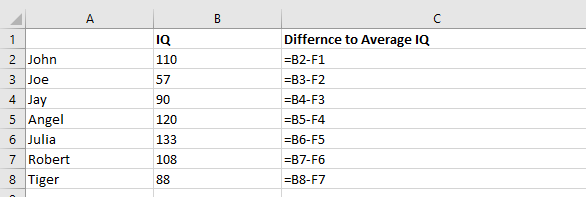 A B C
1 IQ Differnce to Average IQ
2 John 110 =B2-F1
3 Joe 57 =B3-F2
4 Jay 90 =B4-F3
5 Angel 120 =B5-F4
6 Julia 133 =B6-F5
7 Robert 108 =B7-F6
8 Tiger 88 =B8-F7